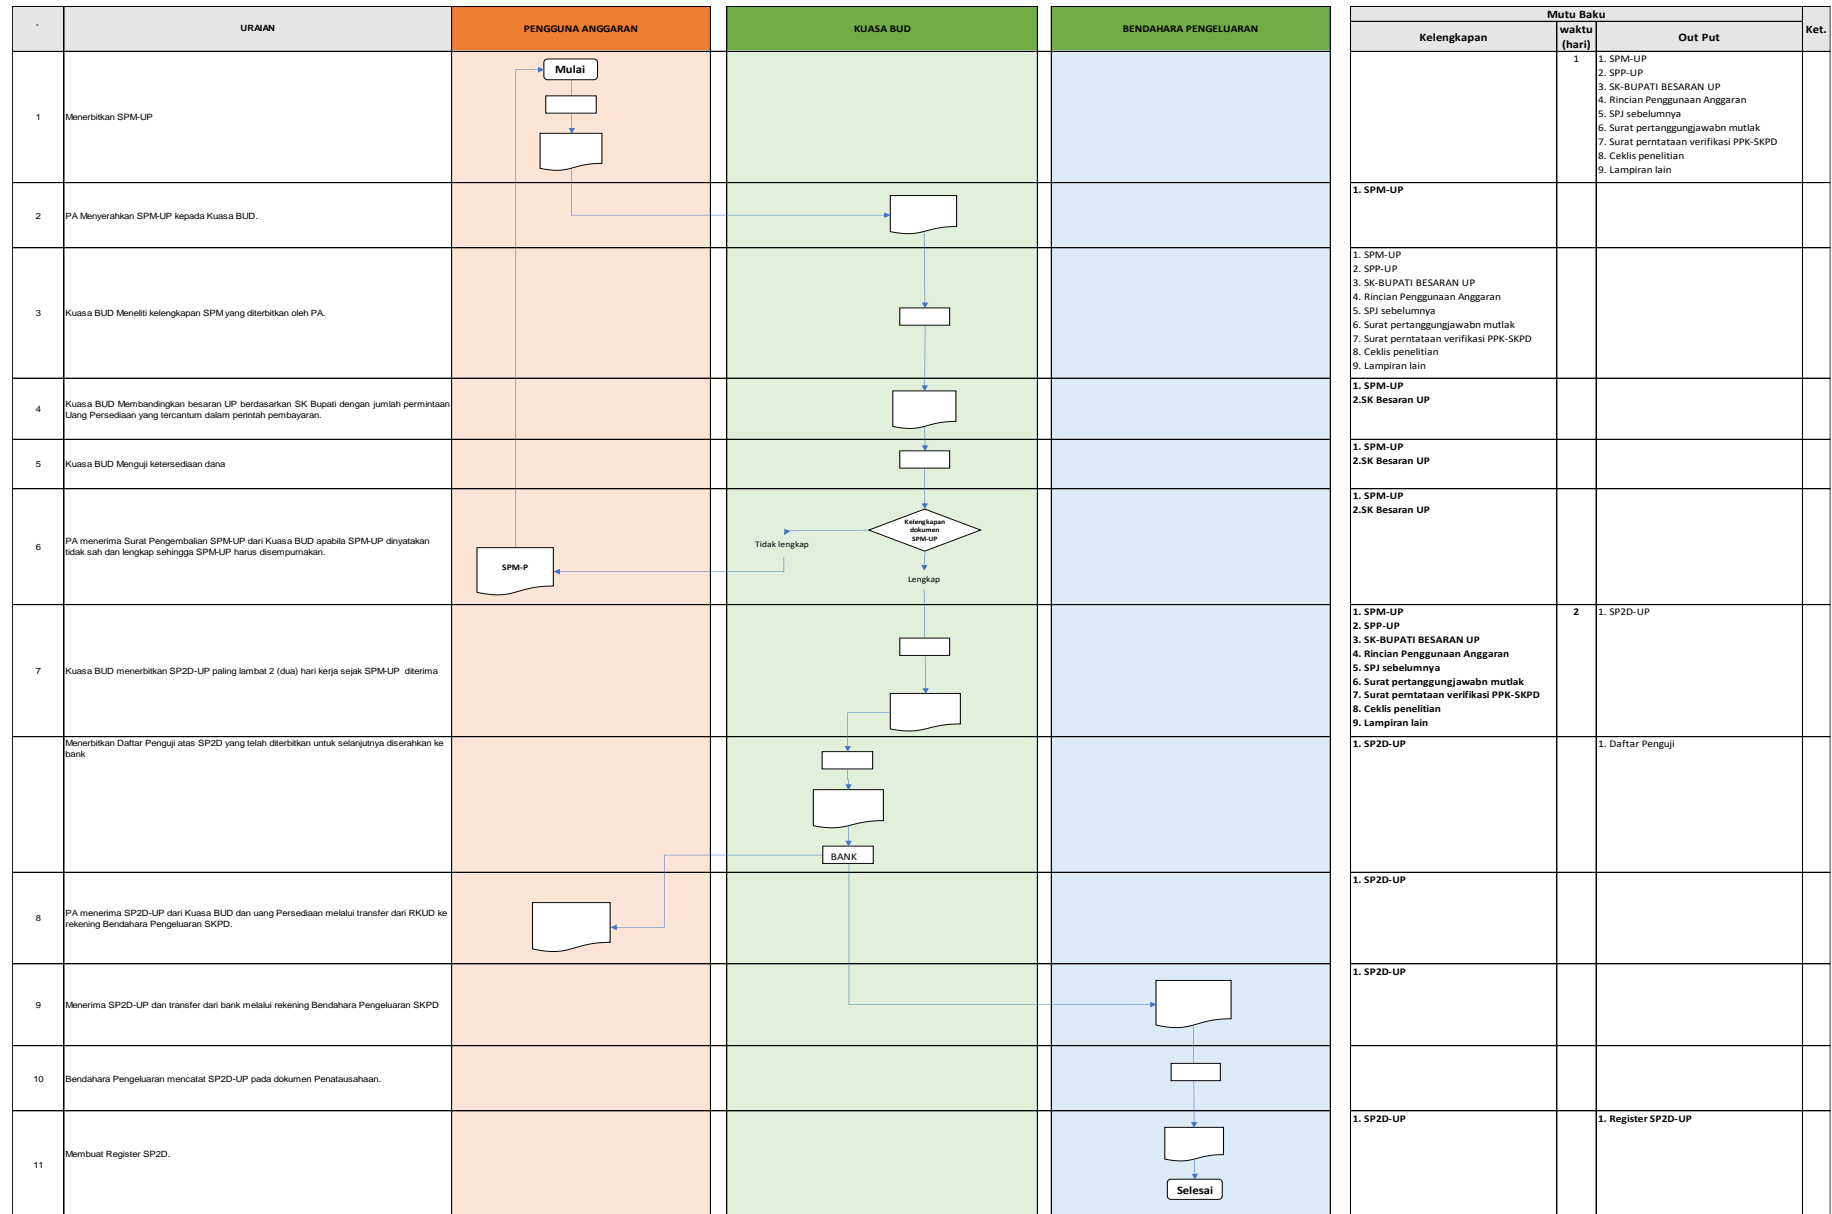 `
URAIAN
PENGGUNA ANGGARAN
KUASA BUD
BENDAHARA PENGELUARAN
Mutu Baku
Kelengkapan
waktu
(hari)
Out Put
Ket.
1
Menerbitkan SPM-UP
Mulai
1
1. SPM-UP
2. SPP-UP
3. SK-BUPATI BESARAN UP
4. Rincian Penggunaan Anggaran
5. SPJ sebelumnya
6. Surat pertanggungjawabn mutlak
7. Surat perntataan verifikasi PPK-SKPD
8. Ceklis penelitian
9. Lampiran lain
2
PA Menyerahkan SPM-UP kepada Kuasa BUD.
1. SPM-UP
3
Kuasa BUD Meneliti kelengkapan SPM yang diterbitkan oleh PA.
1. SPM-UP
2. SPP-UP
3. SK-BUPATI BESARAN UP
4. Rincian Penggunaan Anggaran
5. SPJ sebelumnya
6. Surat pertanggungjawabn mutlak
7. Surat perntataan verifikasi PPK-SKPD
8. Ceklis penelitian
9. Lampiran lain
4
Kuasa BUD Membandingkan besaran UP berdasarkan SK Bupati dengan jumlah permintaan
Uang Persediaan yang tercantum dalam perintah pembayaran.
1. SPM-UP
2.SK Besaran UP
5
Kuasa BUD Menguji ketersediaan dana
1. SPM-UP
2.SK Besaran UP
6
PA menerima Surat Pengembalian SPM-UP dari Kuasa BUD apabila SPM-UP dinyatakan
tidak sah dan lengkap sehingga SPM-UP harus disempurnakan.
SPM-P
Tidak lengkap
Kelengkapan
dokumen
SPM-UP
Lengkap
1. SPM-UP
2.SK Besaran UP
7
Kuasa BUD menerbitkan SP2D-UP paling lambat 2 (dua) hari kerja sejak SPM-UP diterima
1. SPM-UP
2. SPP-UP
3. SK-BUPATI BESARAN UP
4. Rincian Penggunaan Anggaran
5. SPJ sebelumnya
6. Surat pertanggungjawabn mutlak
7. Surat perntataan verifikasi PPK-SKPD
8. Ceklis penelitian
9. Lampiran lain
2
1. SP2D-UP
Menerbitkan Daftar Penguji atas SP2D yang telah diterbitkan untuk selanjutnya diserahkan ke
bank
BANK
1. SP2D-UP
1. Daftar Penguji
8
PA menerima SP2D-UP dari Kuasa BUD dan uang Persediaan melalui transfer dari RKUD ke
rekening Bendahara Pengeluaran SKPD.
1. SP2D-UP
9
Menerima SP2D-UP dan transfer dari bank melalui rekening Bendahara Pengeluaran SKPD
1. SP2D-UP
10
Bendahara Pengeluaran mencatat SP2D-UP pada dokumen Penatausahaan.
11
Membuat Register SP2D.
Selesai
1. SP2D-UP
1. Register SP2D-UP